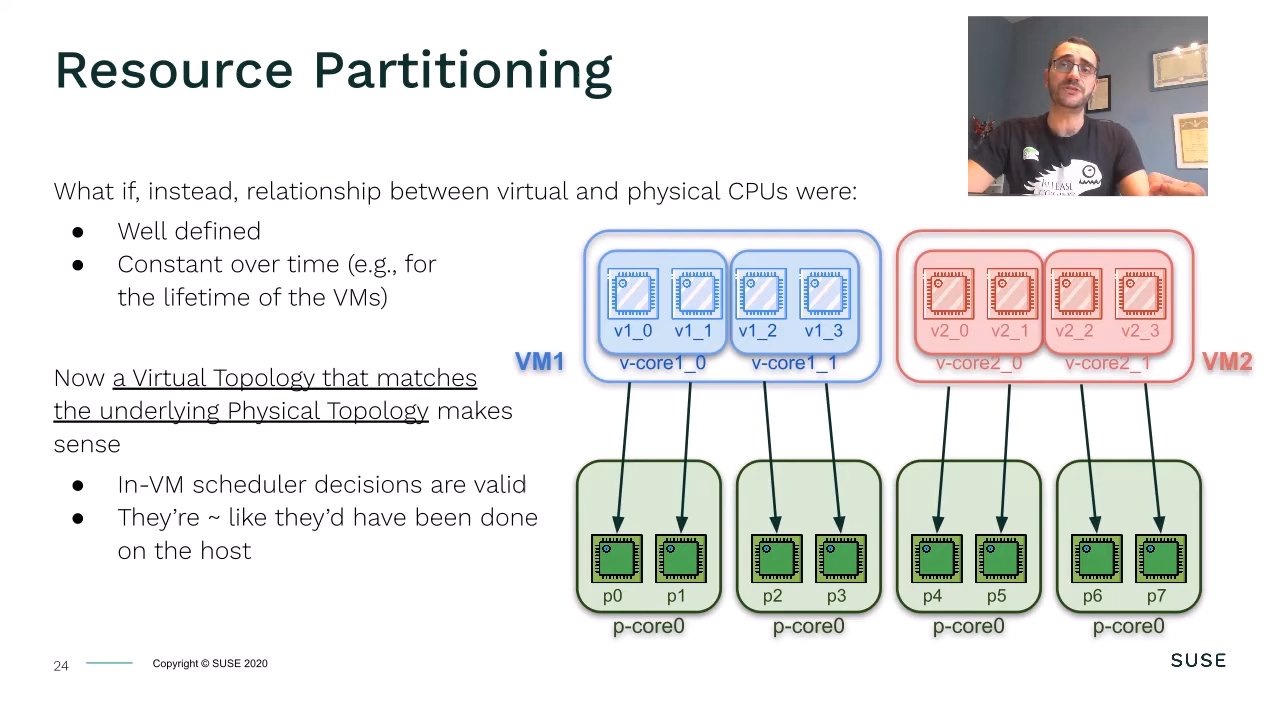 Resource Partitioning
What if, instead, relationship between virtual and physical CPUs were:
● Well defined
● Constant over time (e.g., for
the lifetime of the VMs)
Now a Virtual Topology that matches
the underlying Physical Topology makes
sense
● In-VM scheduler decisions are valid
● They’re ~ like they’d have been done
on the host
v1_0 v1_1 v1_2 v1_3
v-core1_0 v-core1_1
VM1
v2_0 v2_1 v2_2 v2_3
v-core2_0 v-core2_1
VM2
p0 p1 p2 p3 p4 p5 p6 p7
p-core0 p-core0 p-core0 p-core0
24
Copyright © SUSE 2020
SUSE